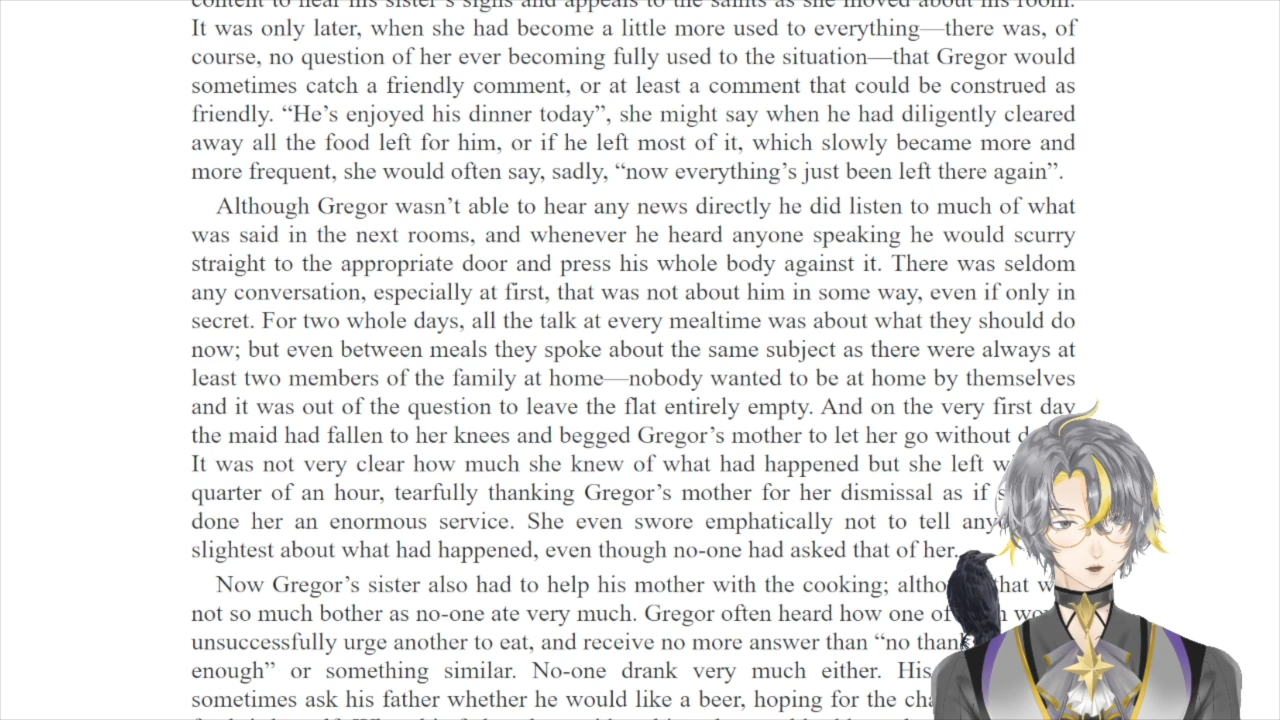 content to hear his sister's sighs and appeals to the saints as she moved about his room.
It was only later, when she had become a little more used to everything—there was, of
course, no question of her ever becoming fully used to the situation—that Gregor would
sometimes catch a friendly comment, or at least a comment that could be construed as
friendly. “He’s enjoyed his dinner today”, she might say when he had diligently cleared
away all the food left for him, or if he left most of it, which slowly became more and
more frequent, she would often say, sadly, “now everything’s just been left there again”.
Although Gregor wasn’t able to hear any news directly he did listen to much of what
was said in the next rooms, and whenever he heard anyone speaking he would scurry
straight to the appropriate door and press his whole body against it. There was seldom
any conversation, especially at first, that was not about him in some way, even if only in
secret. For two whole days, all the talk at every mealtime was about what they should do
now; but even between meals they spoke about the same subject as there were always at
least two members of the family at home—nobody wanted to be at home by themselves
and it was out of the question to leave the flat entirely empty. And on the very first day
the maid had fallen to her knees and begged Gregor’s mother to let her go without
It was not very clear how much she knew of what had happened but she left
quarter of an hour, tearfully thanking Gregor’s mother for her dismissal as if
done her an enormous service. She even swore emphatically not to tell
slightest about what had happened, even though no-one had asked that of her.
Now Gregor’s sister also had to help his mother with the cooking; that
not so much bother as no-one ate very much. Gregor often heard how one of
unsuccessfully urge another to eat, and receive no more answer than “no
enough” or something similar. No-one drank very much either. His
sometimes ask his father whether he would like a beer, hoping for the